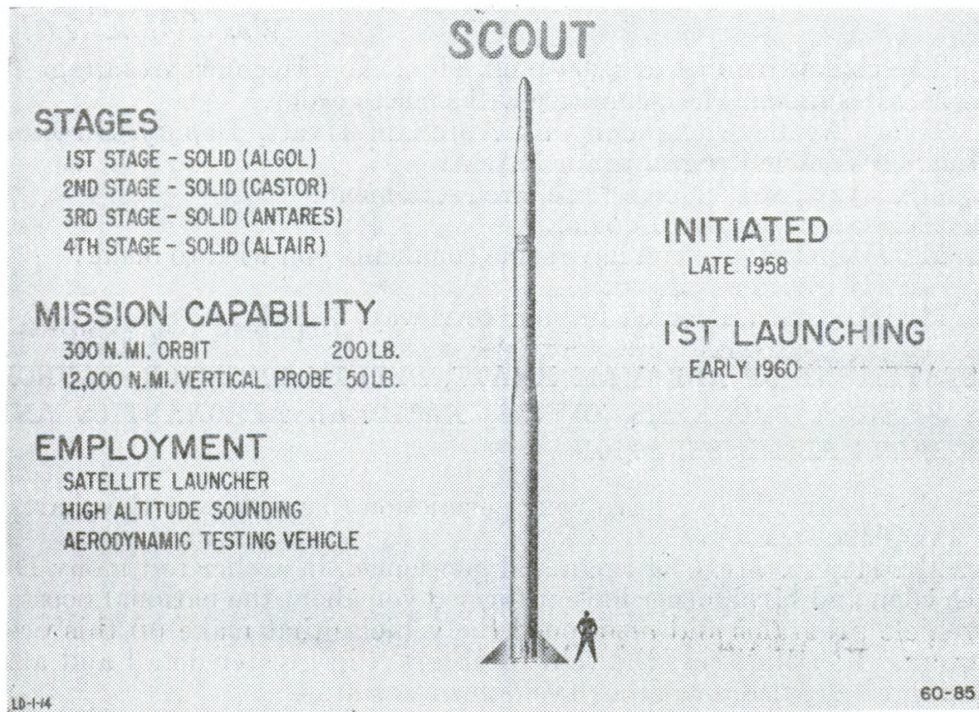 SCOUT
STAGES
1ST STAGE - SOLID (ALGOL)
2ND STAGE - SOLID (CASTOR)
3RD STAGE - SOLID (ANTARES)
4TH STAGE - SOLID (ALTAIR)
MISSION CAPABILITY
300 N.MI. ORBIT 200 LB.
12,000 N.MI. VERTICAL PROBE 50 LB.
EMPLOYMENT
SATELLITE LAUNCHER
HIGH ALTITUDE SOUNDING
AERODYNAMIC TESTING VEHICLE
INITIATED
LATE 1958
1ST LAUNCHING
EARLY 1960
LD-1-14
60-85